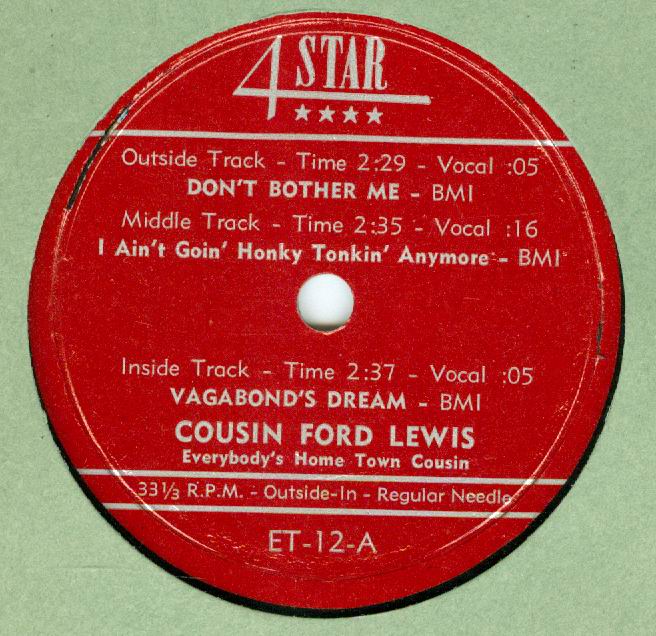 4 STAR
★★★★
Outside Track - Time 2:29 - Vocal :05
DON'T BOTHER ME - BMI
Middle Track - Time 2:35 - Vocal :16
I Ain't Goin' Honky Tonkin' Anymore - BMI
Inside Track - Time 2:37 - Vocal :05
VAGABOND'S DREAM - BMI
COUSIN FORD LEWIS
Everybody's Home Town Cousin
33⅓ R.P.M. - Outside-In - Regular Needle
ET-12-A